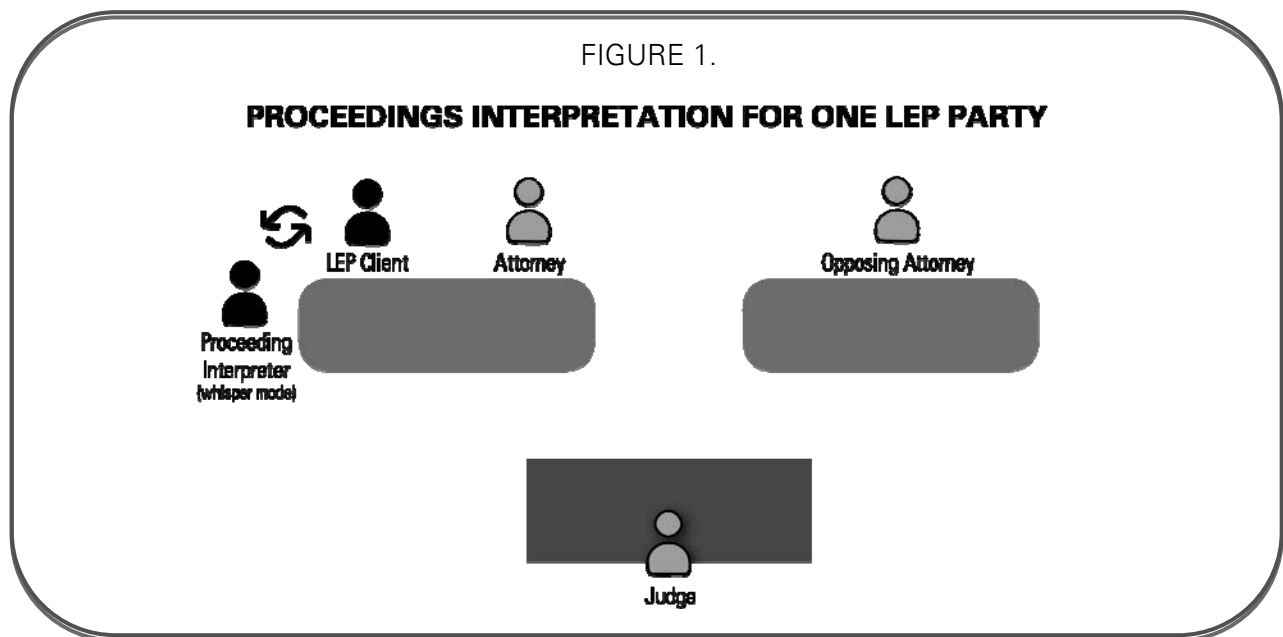 FIGURE 1.
PROCEEDINGS INTERPRETATION FOR ONE LEP PARTY
LEP Client
Attorney
Opposing Attorney
Proceeding
Interpreter
(whisper mode)
Judge